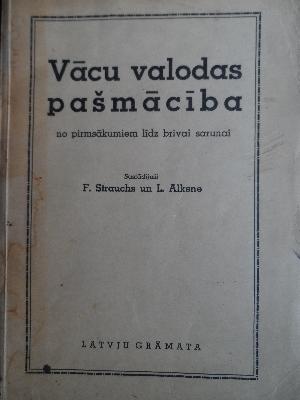 Vācu valodas
pašmācība
no pirmsākumiem līdz brīvai sarunai
Sastādījuši
F. Strauchs un L. Alksne
LATVJU GRĀMATA